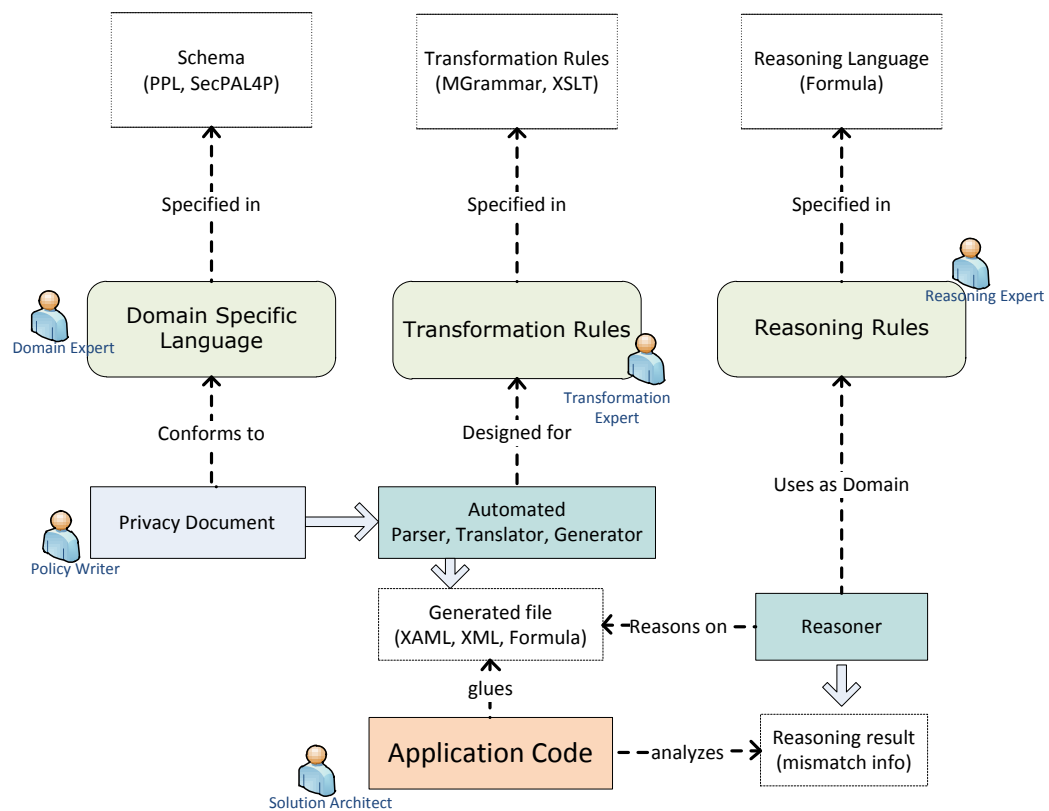 Schema
(PPL, SecPAL4P)
Transformation Rules
(MGrammar, XSLT)
Reasoning Language
(Formula)
Specified in
Specified in
Specified in
Domain Specific
Language
Domain Expert
Transformation Rules
Transformation
Expert
Reasoning Rules
Reasoning Expert
Conforms to
Designed for
Uses as Domain
Privacy Document
Policy Writer
Automated
Parser, Translator, Generator
Generated file
(XAML, XML, Formula)
Reasons on
Reasoner
glues
Application Code
Solution Architect
analyzes
Reasoning result
(mismatch info)